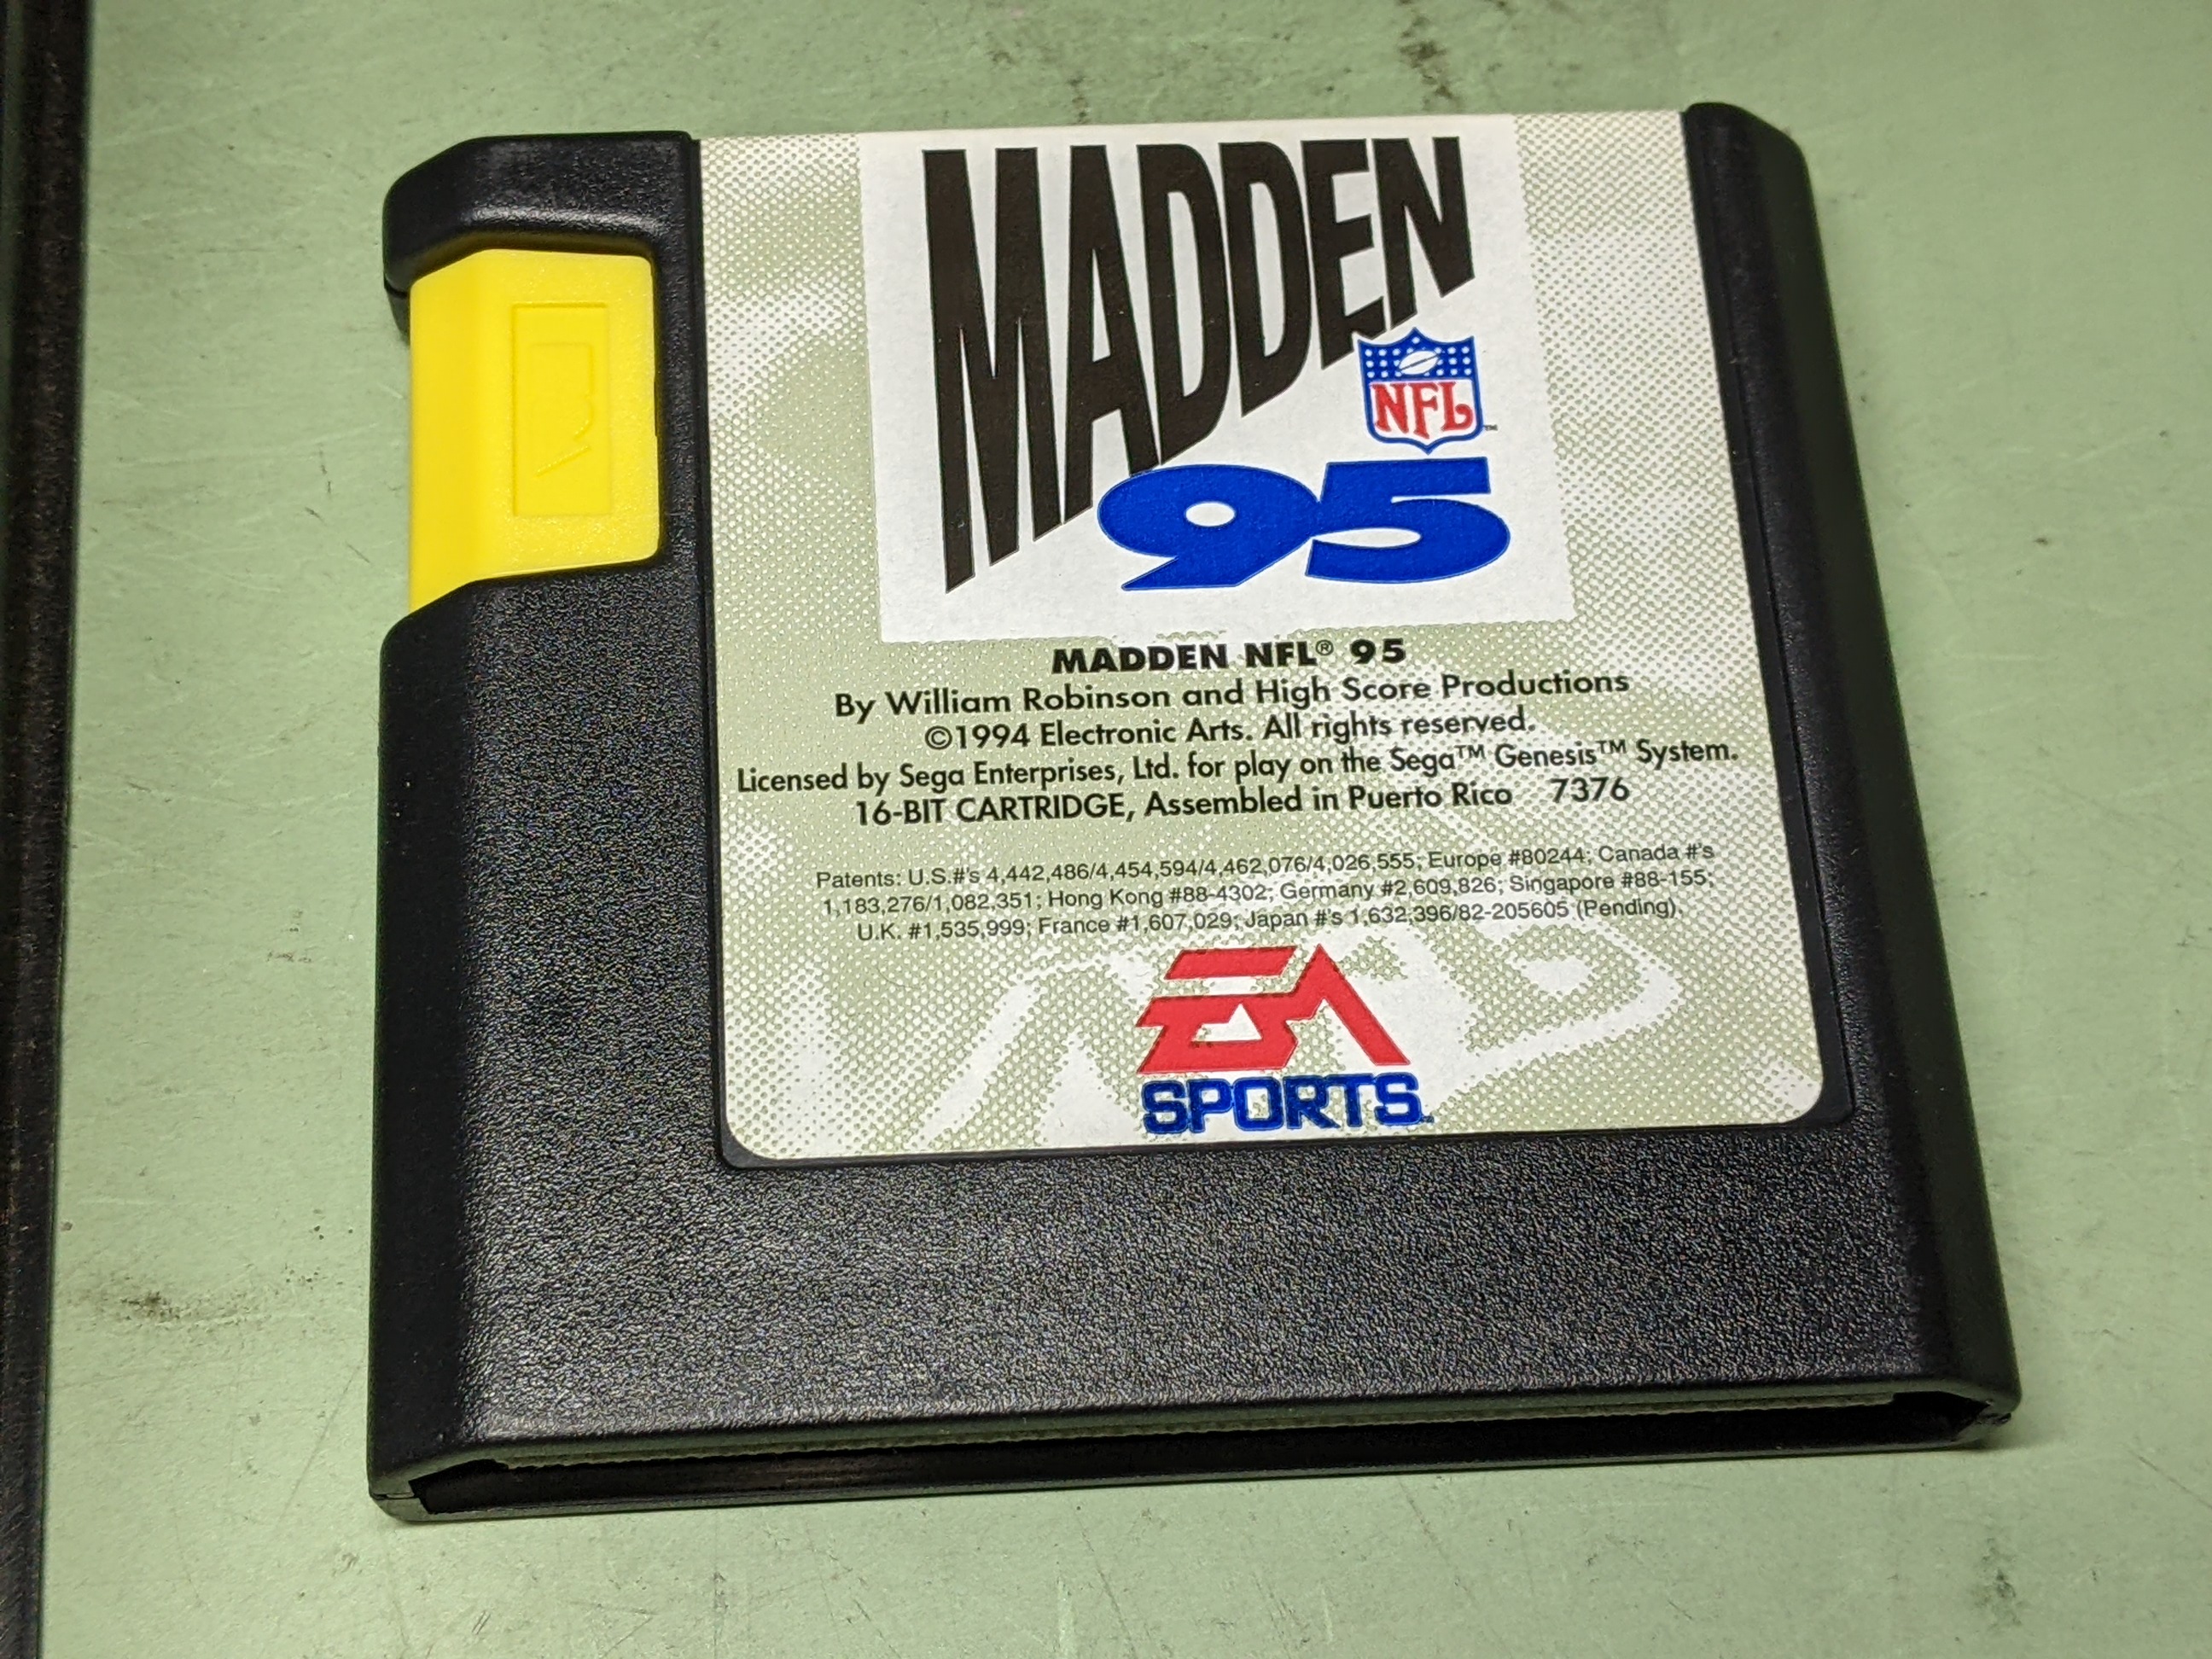 MADDEN
NFL™
95
MADDEN NFL® 95
By William Robinson and High Score Productions
©1994 Electronic Arts. All rights reserved.
Licensed by Sega Enterprises, Ltd. for play on the Sega™ Genesis™ System.
16-BIT CARTRIDGE, Assembled in Puerto Rico 7376
Patents: U.S.#'s 4,442,486/4,454,594/4,462,076/4,026,555; Europe #80244; Canada #'s
1,183,276/1,082,351; Hong Kong #88-4302; Germany #2,609,826; Singapore #88-155;
U.K. #1,535,999; France #1,607,029; Japan #'s 1,632,396/82-205605 (Pending).
EA
SPORTS™